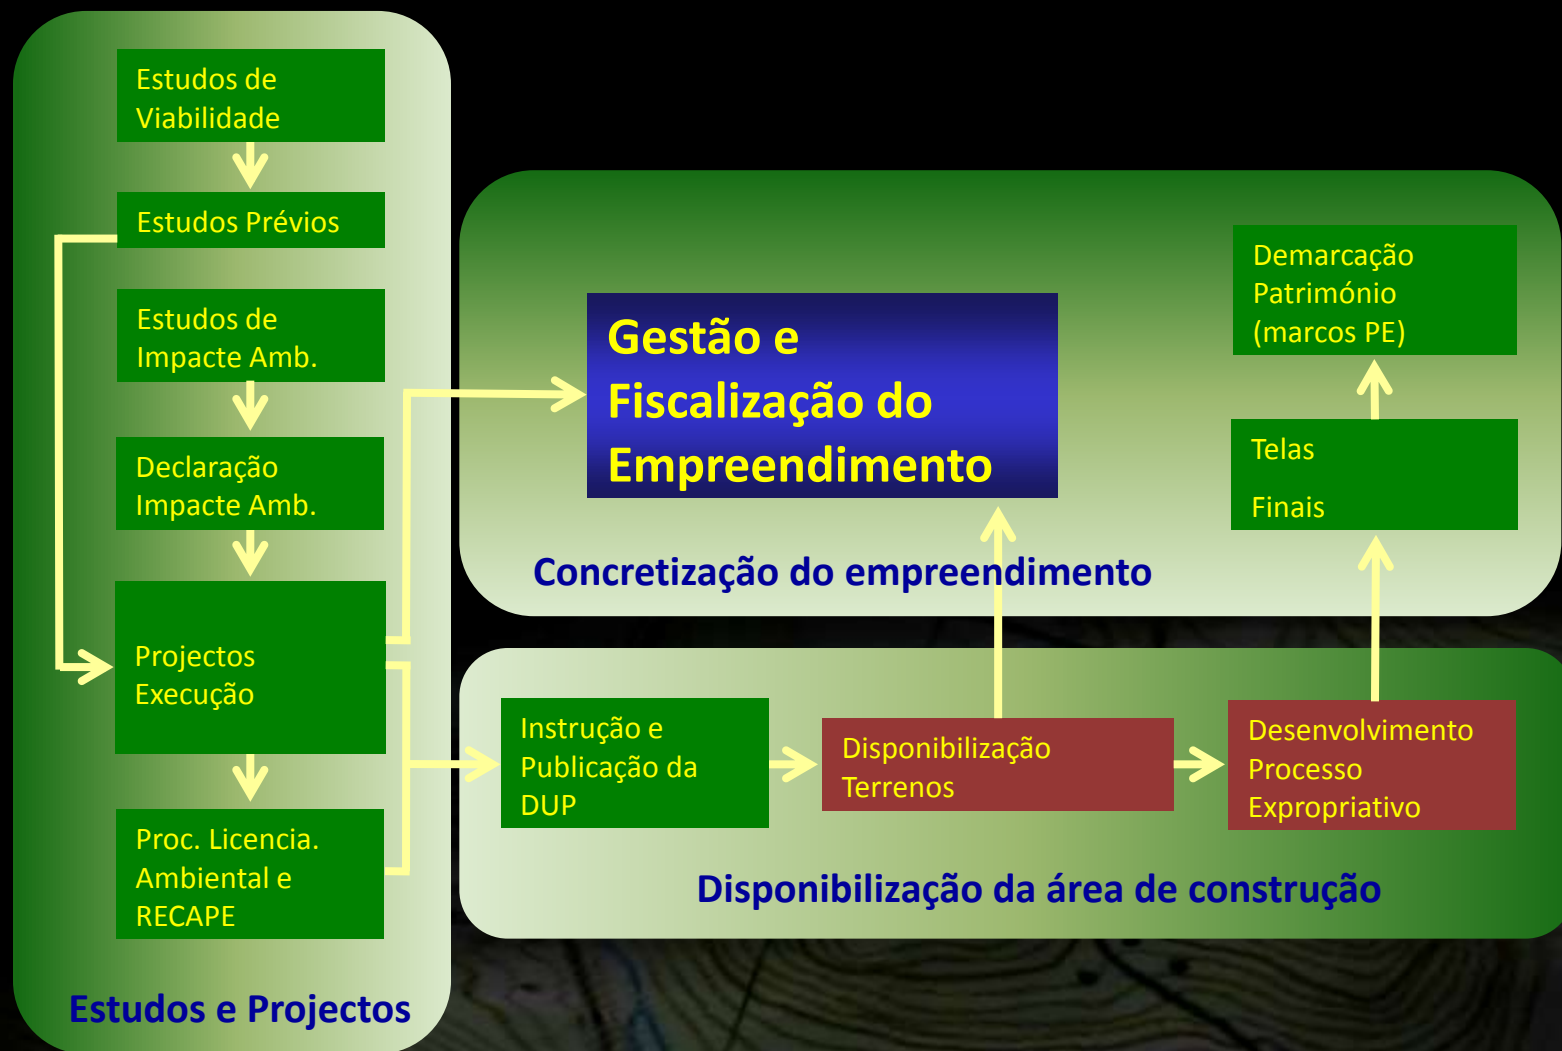 Estudos de
Viabilidade
Estudos Prévios
Estudos de
Impacte Amb.
Declaração
Impacte Amb.
Projectos
Execução
Proc. Licencia.
Ambiental e
RECAPE
Estudos e Projectos
Gestão e
Fiscalização do
Empreendimento
Demarcação
Património
(marcos PE)
Telas
Finais
Concretização do empreendimento
Instrução e
Publicação da
DUP
Disponibilização
Terrenos
Desenvolvimento
Processo
Expropriativo
Disponibilização da área de construção